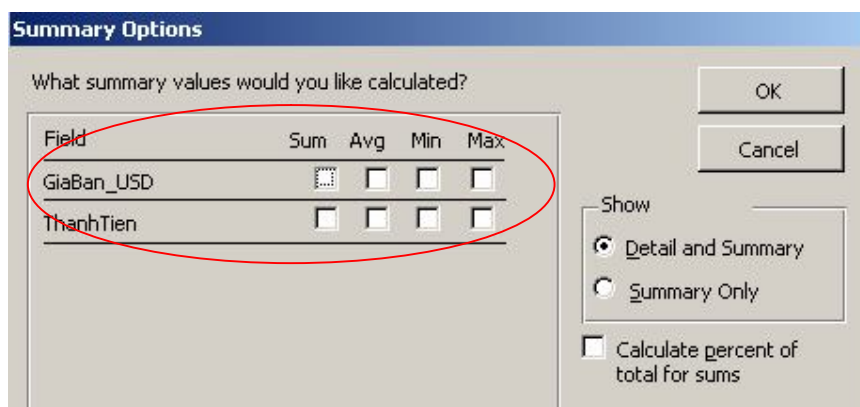 Summary Options
What summary values would you like calculated?
OK
Cancel
Field Sum Avg Min Max
GiaBan_USD
ThanhTien
Show
Detail and Summary
Summary Only
Calculate percent of
total for sums